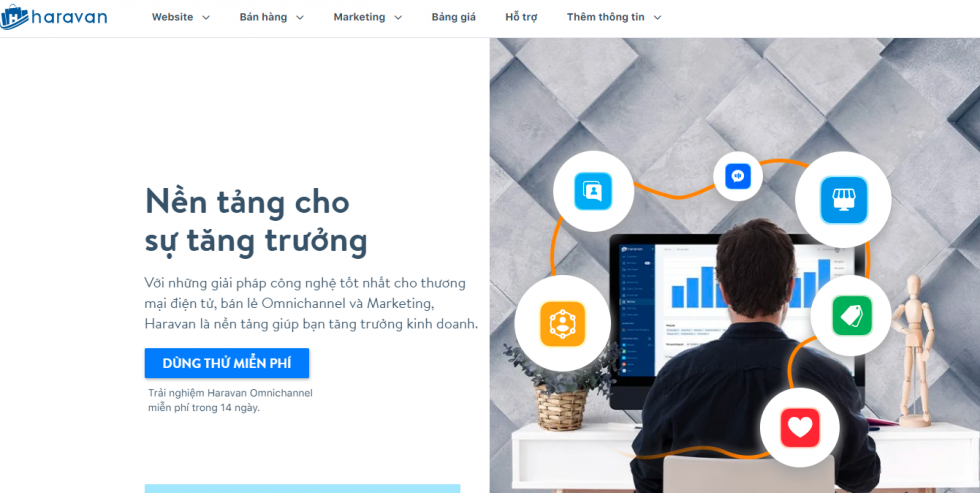 haravan
Website
Bán hàng
Marketing
Bảng giá
Hỗ trợ
Thêm thông tin
Nền tảng cho
sự tăng trưởng
Với những giải pháp công nghệ tốt nhất cho thương
mại điện tử, bán lẻ Omnichannel và Marketing,
Haravan là nền tảng giúp bạn tăng trưởng kinh doanh.
DÙNG THỬ MIỄN PHÍ
Trải nghiệm Haravan Omnichannel
miễn phí trong 14 ngày.